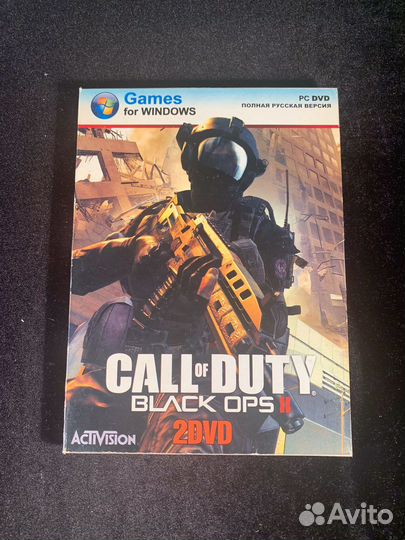 Games
for WINDOWS
PC DVD
ПОЛНАЯ РУССКАЯ ВЕРСИЯ
CALL OF DUTY®
BLACK OPS II
2DVD
ACTIVISION
Avito